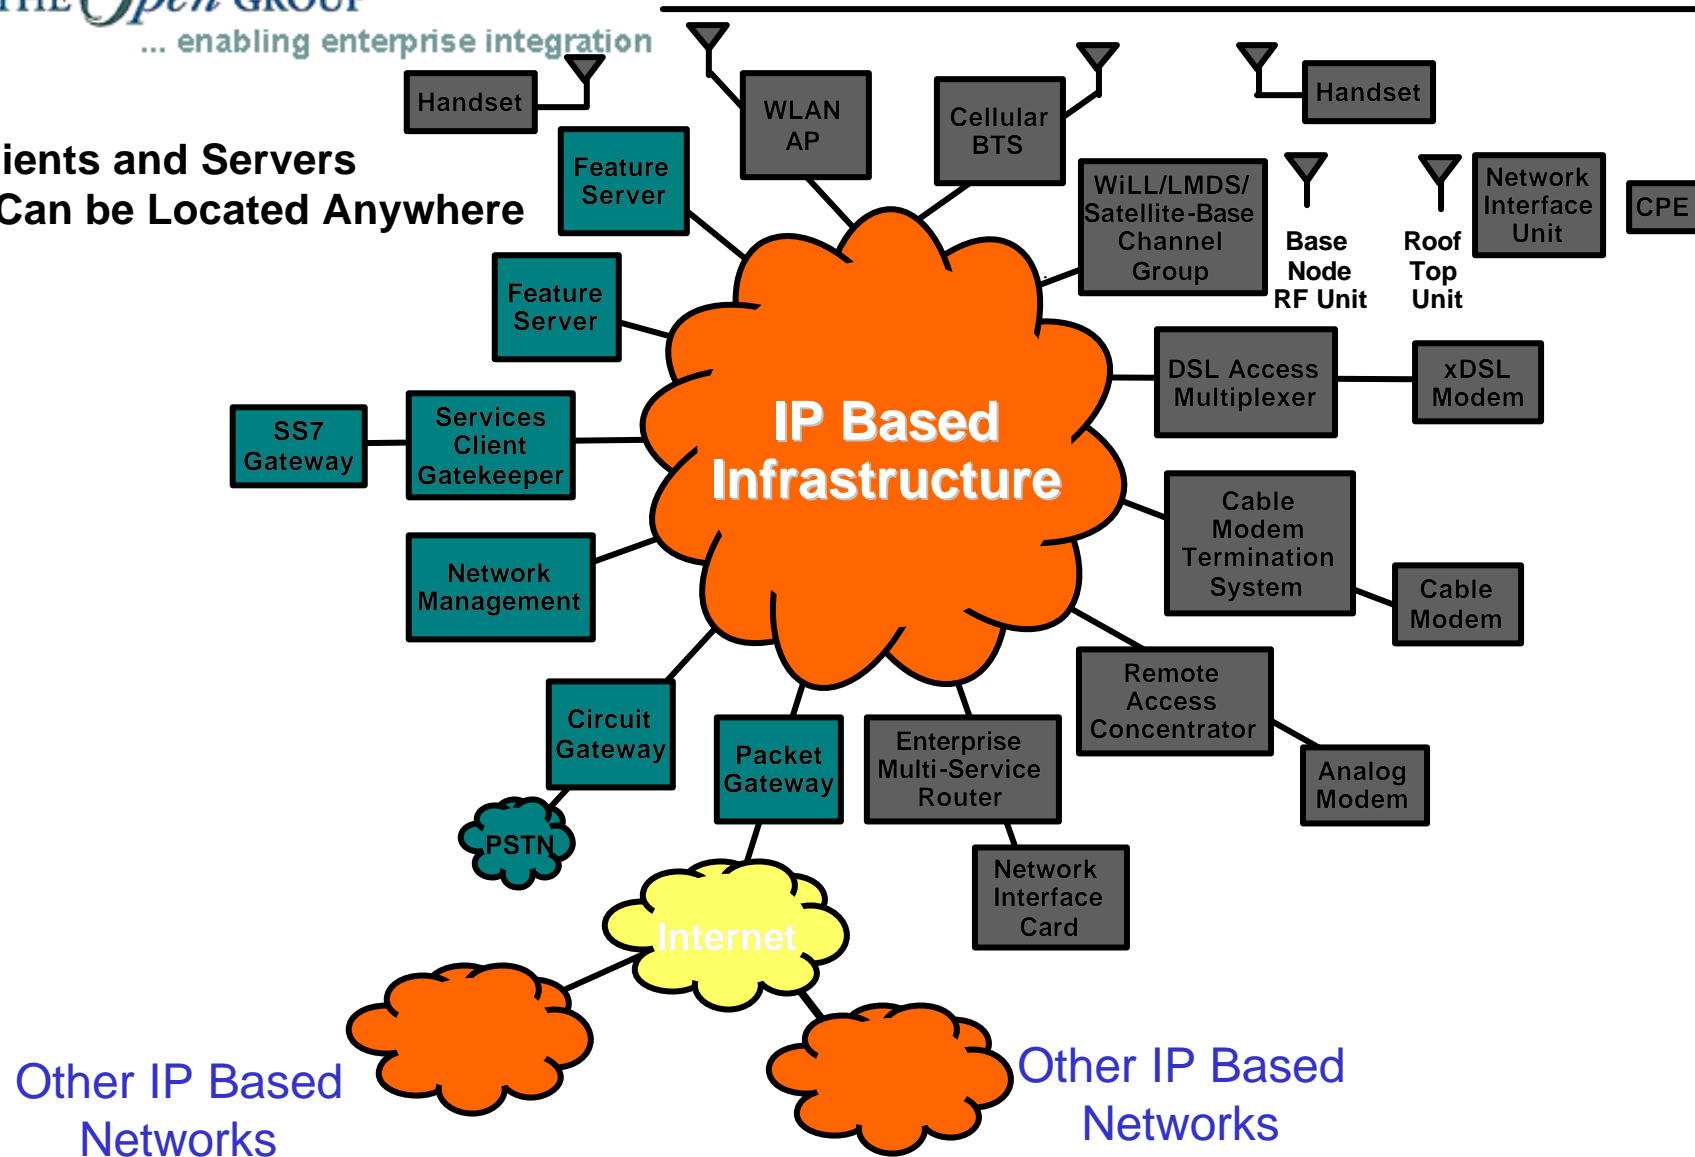 THE Open GROUP
... enabling enterprise integration
Handset
WLAN
AP
Cellular
BTS
Handset
ients and Servers
Can be Located Anywhere
Feature
Server
WiLL/LMDS/
Satellite-Base
Channel
Group
Base
Node
RF Unit
Roof
Top
Unit
Network
Interface
Unit
CPE
Feature
Server
DSL Access
Multiplexer
xDSL
Modem
IP Based
Infrastructure
SS7
Gateway
Services
Client
Gatekeeper
Cable
Modem
Termination
System
Cable
Modem
Network
Management
Remote
Access
Concentrator
Analog
Modem
Circuit
Gateway
Packet
Gateway
Enterprise
Multi-Service
Router
PSTN
Network
Interface
Card
Internet
Other IP Based
Networks
Other IP Based
Networks